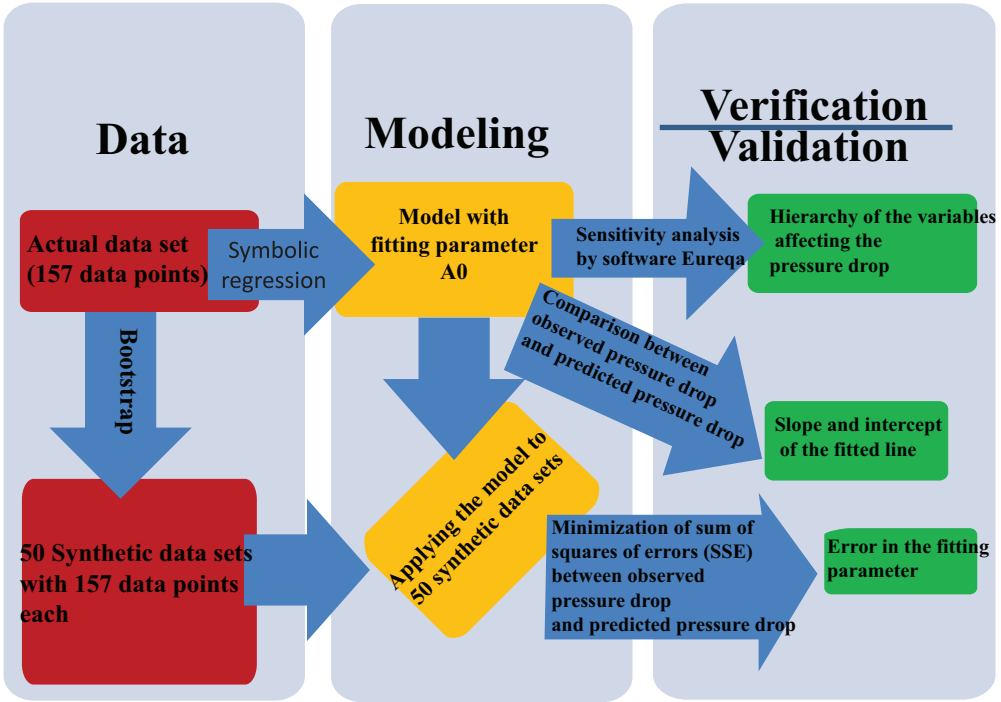 Data
Actual data set
(157 data points)
Symbolic
regression
Bootstrap
50 Synthetic data sets
with 157 data points
each
Modeling
Model with
fitting parameter
A0
Applying the model to
50 synthetic data sets
Verification
Validation
Sensitivity analysis
by software Eureqa
Hierarchy of the variables
affecting the
pressure drop
Comparison between
observed pressure drop
and predicted pressure drop
Slope and intercept
of the fitted line
Minimization of sum of
squares of errors (SSE)
between observed
pressure drop
and predicted pressure drop
Error in the fitting
parameter